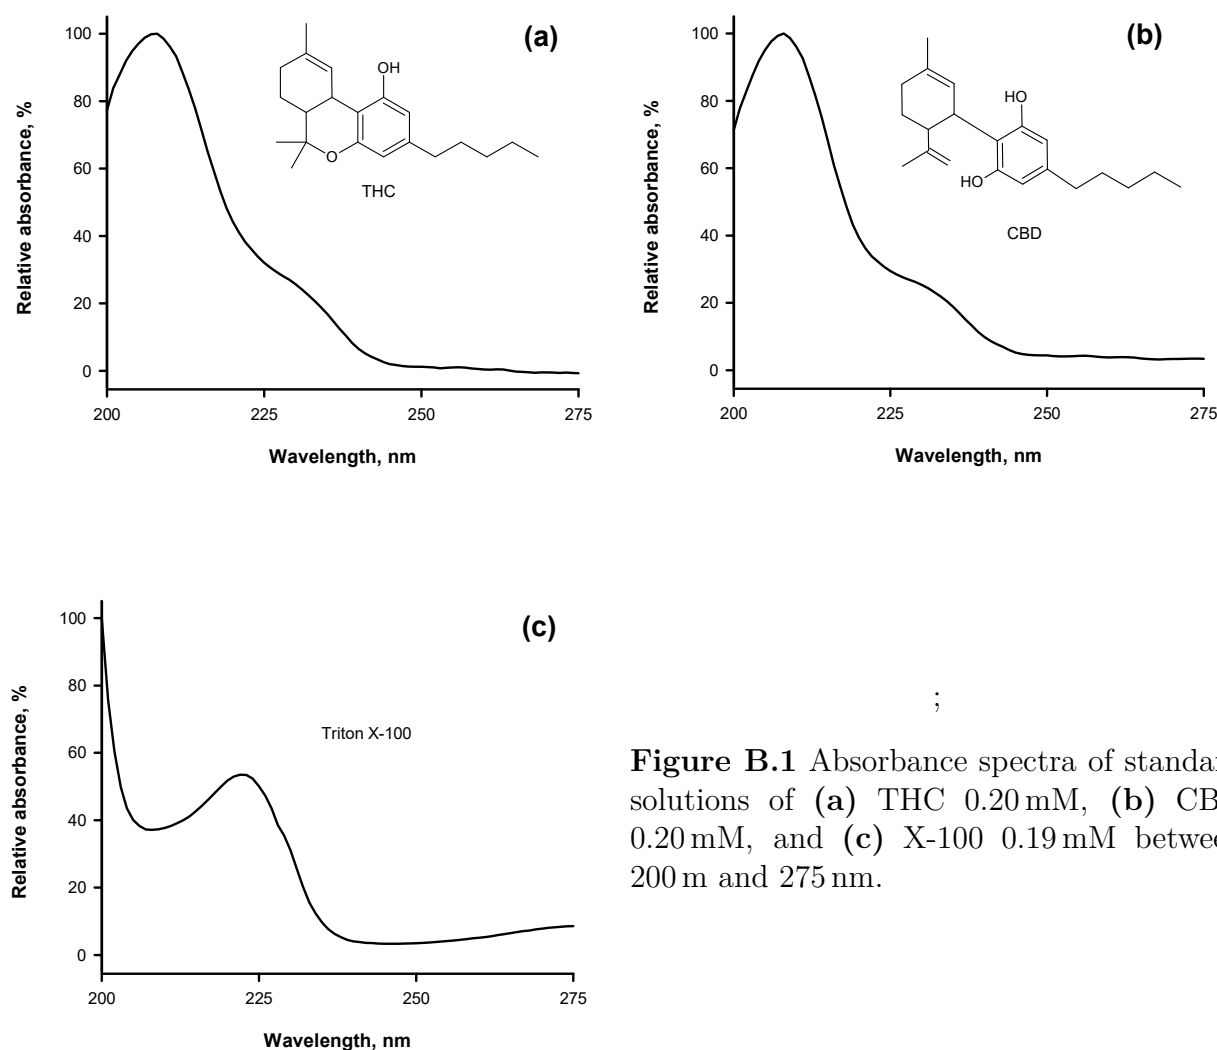 (a)
100
80
60
40
20
0
Relative absorbance, %
OH
O
THC
200
225
250
275
Wavelength, nm
(b)
100
80
60
40
20
0
Relative absorbance, %
HO
HO
CBD
200
225
250
275
Wavelength, nm
(c)
100
80
60
40
20
0
Relative absorbance, %
Triton X-100
200
225
250
275
Wavelength, nm
;
Figure B.1 Absorbance spectra of standar
solutions of (a) THC 0.20 mM, (b) CB
0.20 mM, and (c) X-100 0.19 mM betwee
200 m and 275 nm.